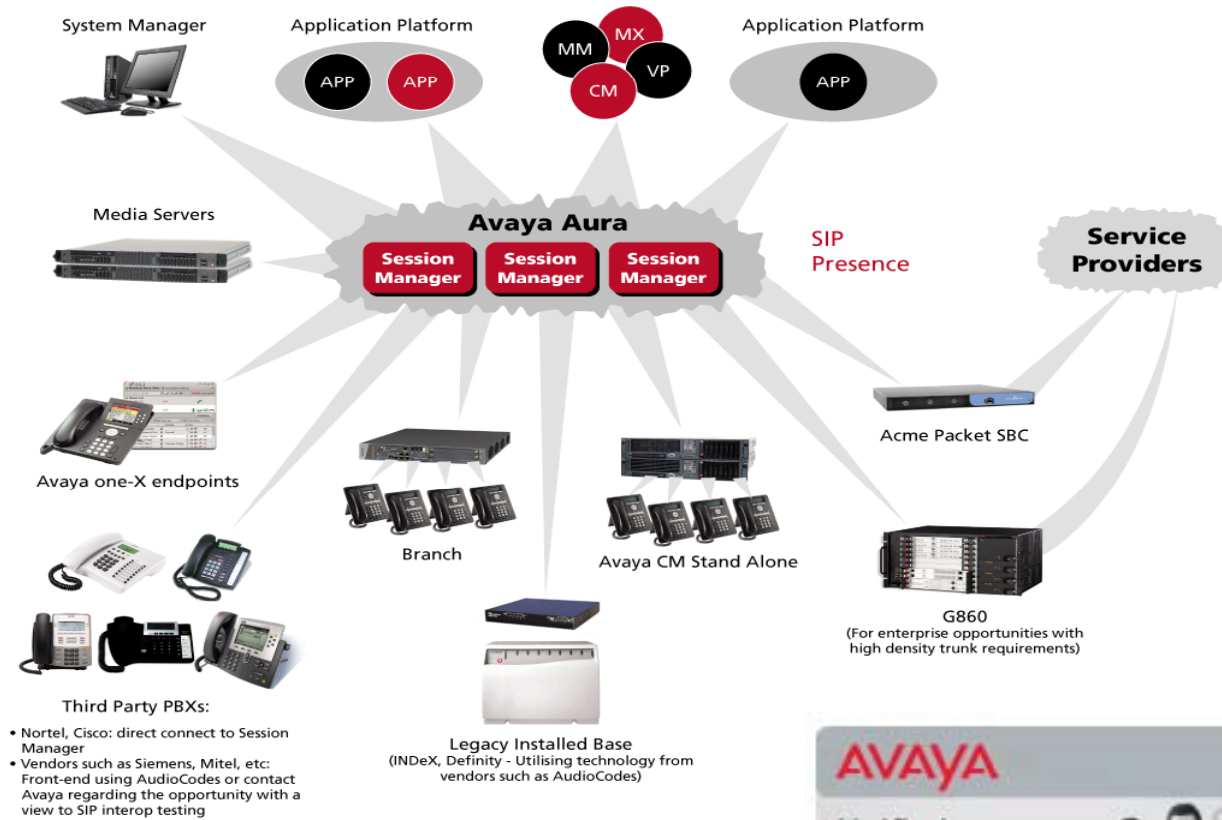 System Manager
Application Platform
Application Platform
APP
APP
MM
MX
VP
CM
APP
Media Servers
Avaya Aura
Session
Manager
Session
Manager
Session
Manager
SIP
Presence
Service
Providers
Avaya one-X endpoints
Branch
Avaya CM Stand Alone
Acme Packet SBC
G860
(For enterprise opportunities with
high density trunk requirements)
Third Party PBXs:
• Nortel, Cisco: direct connect to Session
Manager
• Vendors such as Siemens, Mitel, etc:
Front-end using AudioCodes or contact
Avaya regarding the opportunity with a
view to SIP interop testing
Legacy Installed Base
(INDeX, Definity - Utilising technology from
vendors such as AudioCodes)
AVAYA